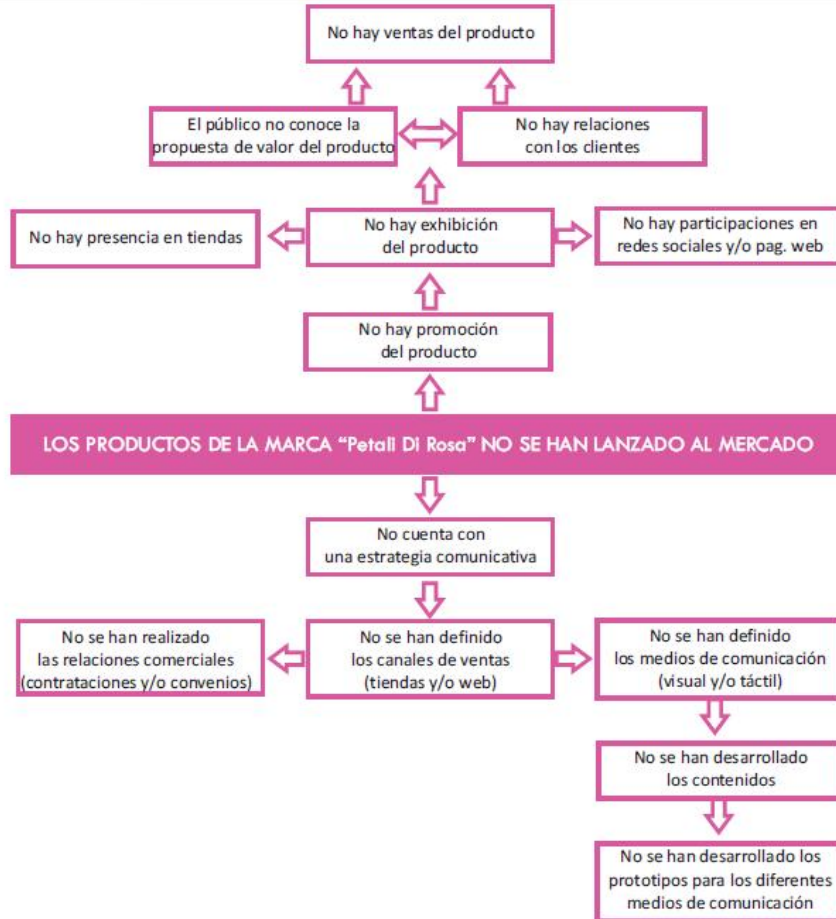 No hay ventas del producto
El público no conoce la
propuesta de valor del producto
No hay relaciones
con los clientes
No hay presencia en tiendas
No hay exhibición
del producto
No hay participaciones en
redes sociales y/o pag. web
No hay promoción
del producto
LOS PRODUCTOS DE LA MARCA “Petali Di Rosa” NO SE HAN LANZADO AL MERCADO
No cuenta con
una estrategia comunicativa
No se han realizado
las relaciones comerciales
(contrataciones y/o convenios)
No se han definido
los canales de ventas
(tiendas y/o web)
No se han definido
los medios de comunicación
(visual y/o táctil)
No se han desarrollado
los contenidos
No se han desarrollado los
prototipos para los diferentes
medios de comunicación